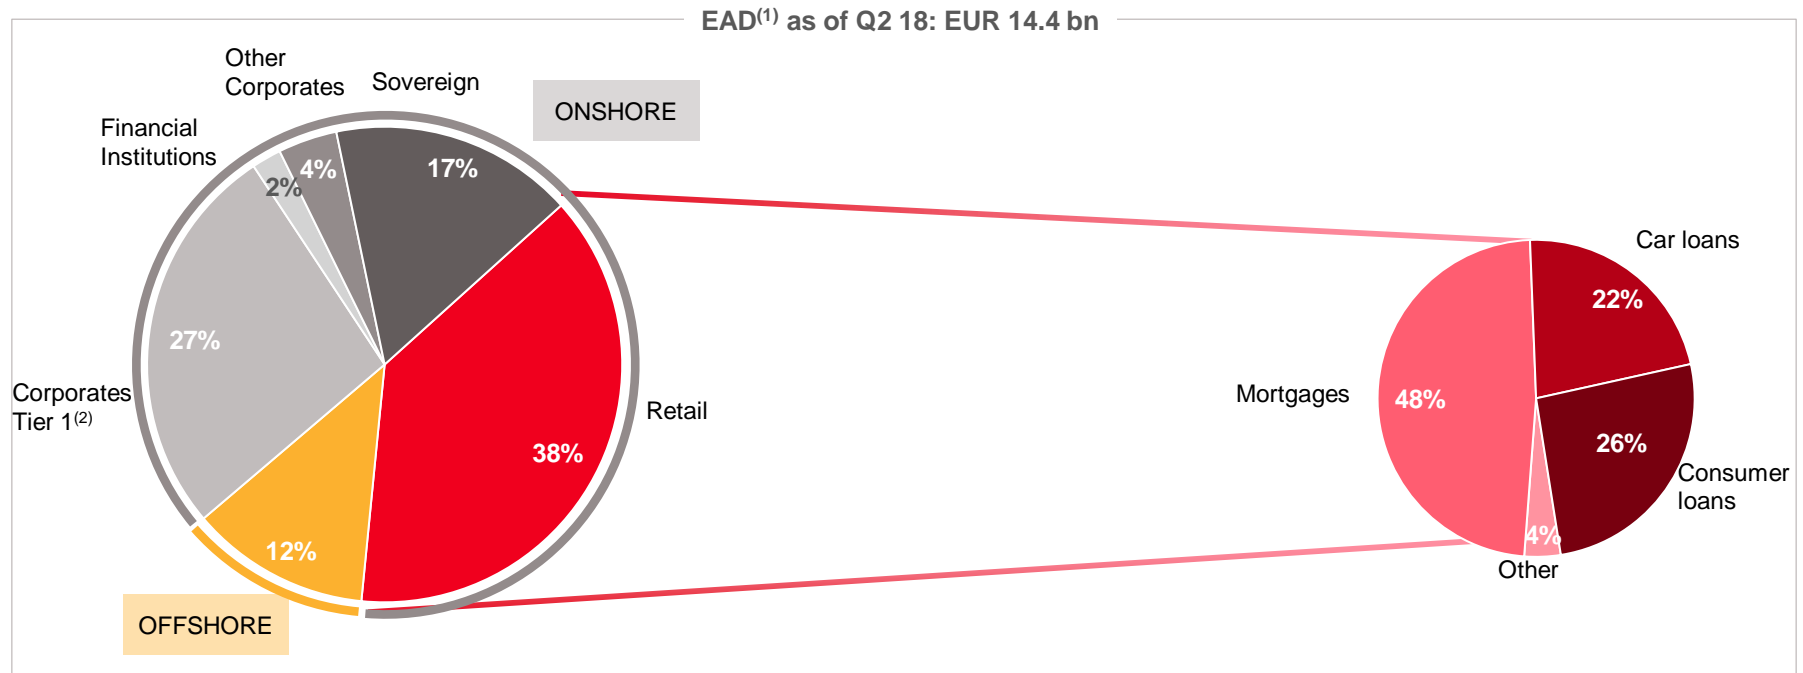 EAD(1) as of Q2 18: EUR 14.4 bn
Other
Corporates
Sovereign
ONSHORE
Financial
Institutions
4%
17%
2%
27%
Corporates
Tier 1(2)
Retail
38%
12%
OFFSHORE
Car loans
22%
Mortgages
48%
26%
Consumer
loans
4%
Other